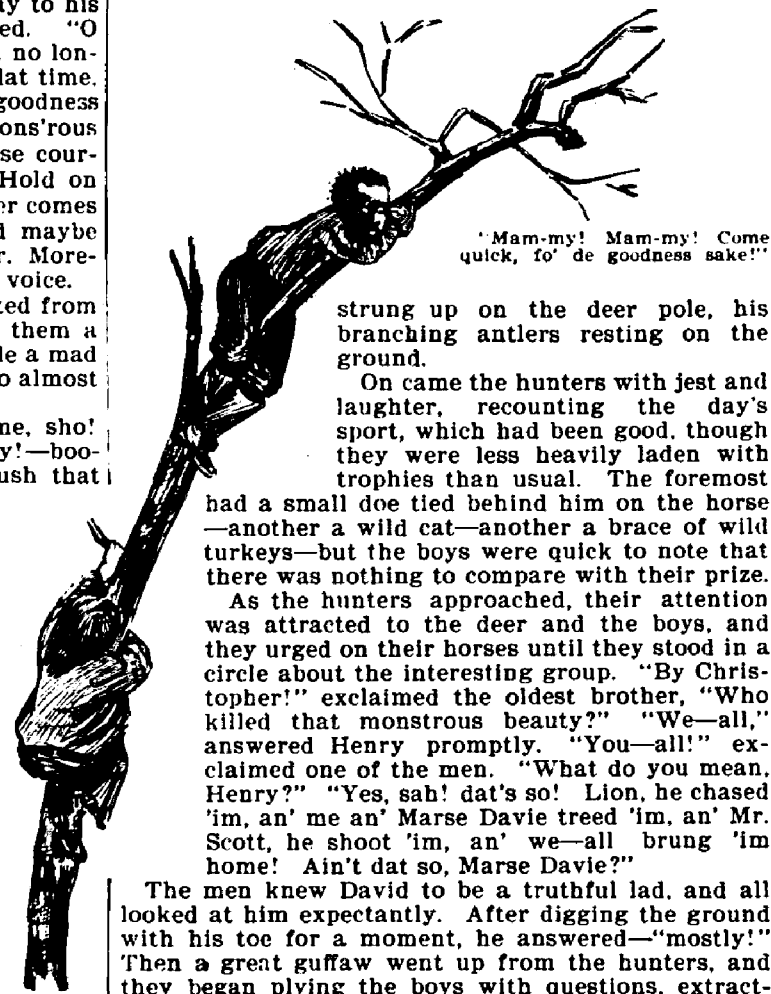 ay to his
ed. "O
no lon-
lat time.
goodness
ons'rous
se cour-
Hold on
er comes
d maybe
r. More-
voice.
ted from
them a
le a mad
o almost
me, sho!
y!—boo-
ush that
"Mam-my! Mam-my! Come
quick, fo' de goodness sake!"
strung up on the deer pole, his
branching antlers resting on the
ground.
On came the hunters with jest and
laughter, recounting the day's
sport, which had been good, though
they were less heavily laden with
trophies than usual. The foremost
had a small doe tied behind him on the horse
—another a wild cat—another a brace of wild
turkeys—but the boys were quick to note that
there was nothing to compare with their prize.
As the hunters approached, their attention
was attracted to the deer and the boys, and
they urged on their horses until they stood in a
circle about the interesting group. "By Chris-
topher!" exclaimed the oldest brother, "Who
killed that monstrous beauty?" "We—all,"
answered Henry promptly. "You—all!" ex-
claimed one of the men. "What do you mean,
Henry?" "Yes, sah! dat's so! Lion, he chased
'im, an' me an' Marse Davie treed 'im, an' Mr.
Scott, he shoot 'im, an' we—all brung 'im
home! Ain't dat so, Marse Davie?"
The men knew David to be a truthful lad, and all
looked at him expectantly. After digging the ground
with his toe for a moment, he answered—"mostly!"
Then a great guffaw went up from the hunters, and
they began plying the boys with questions, extract-